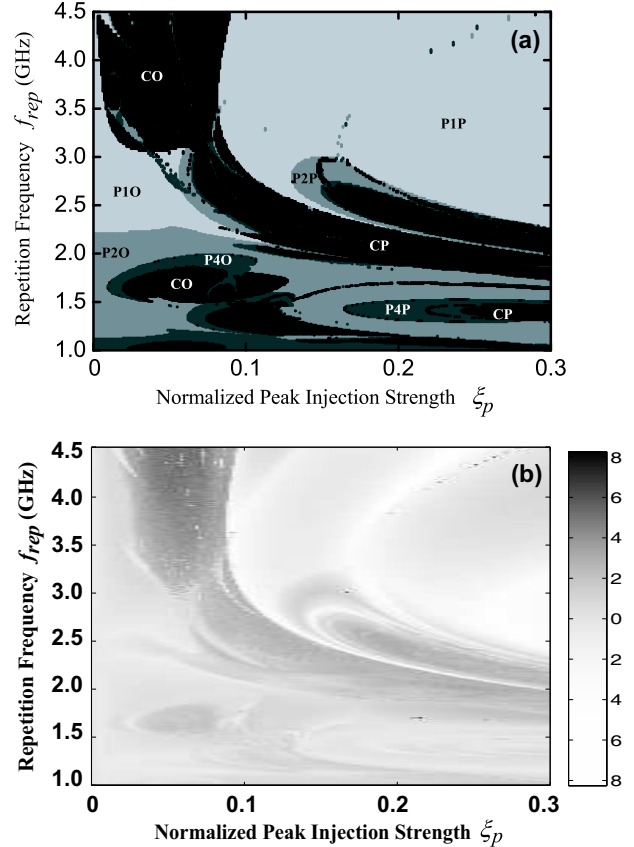 4.5
(a)
4.0
CO
3.5
P1P
3.0
P2P
P1O
2.5
CP
P2O
2.0
P4O
CO
1.5
P4P
CP
1.0
0
0.1
0.2
0.3
Repetition Frequency f_rep (GHz)
Normalized Peak Injection Strength ξ_p
4.5
(b)
8
4.0
6
3.5
4
3.0
2
0
2.5
2
2.0
4
1.5
6
1.0
8
0
0.1
0.2
0.3
Repetition Frequency f_rep (GHz)
Normalized Peak Injection Strength ξ_p